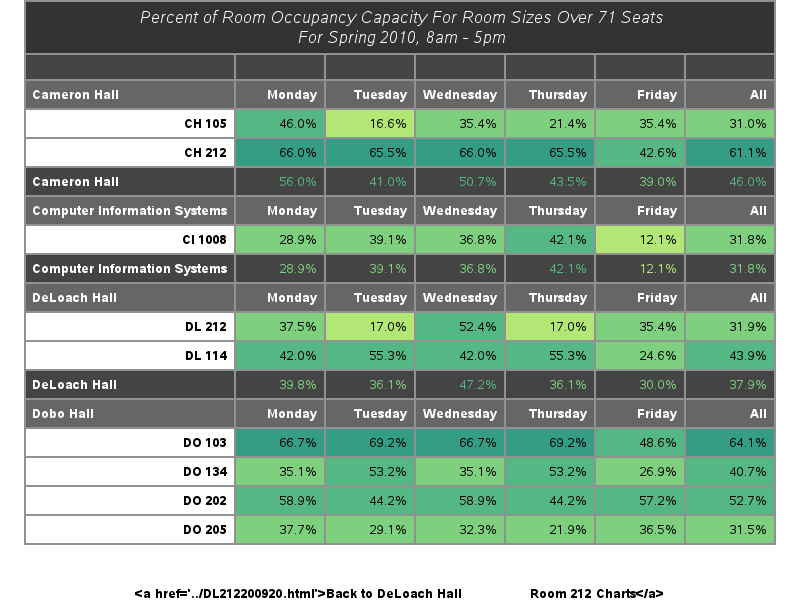 Percent of Room Occupancy Capacity For Room Sizes Over 71 Seats
For Spring 2010, 8am - 5pm
Cameron Hall Monday Tuesday Wednesday Thursday Friday All
CH 105 46.0% 16.6% 35.4% 21.4% 35.4% 31.0%
CH 212 66.0% 65.5% 66.0% 65.5% 42.6% 61.1%
Cameron Hall 56.0% 41.0% 50.7% 43.5% 39.0% 46.0%
Computer Information Systems Monday Tuesday Wednesday Thursday Friday All
CI 1008 28.9% 39.1% 36.8% 42.1% 12.1% 31.8%
Computer Information Systems 28.9% 39.1% 36.8% 42.1% 12.1% 31.8%
DeLoach Hall Monday Tuesday Wednesday Thursday Friday All
DL 212 37.5% 17.0% 52.4% 17.0% 35.4% 31.9%
DL 114 42.0% 55.3% 42.0% 55.3% 24.6% 43.9%
DeLoach Hall 39.8% 36.1% 47.2% 36.1% 30.0% 37.9%
Dobo Hall Monday Tuesday Wednesday Thursday Friday All
DO 103 66.7% 69.2% 66.7% 69.2% 48.6% 64.1%
DO 134 35.1% 53.2% 35.1% 53.2% 26.9% 40.7%
DO 202 58.9% 44.2% 58.9% 44.2% 57.2% 52.7%
DO 205 37.7% 29.1% 32.3% 21.9% 36.5% 31.5%
<a href='../DL212200920.html'>Back to DeLoach Hall Room 212 Charts</a>